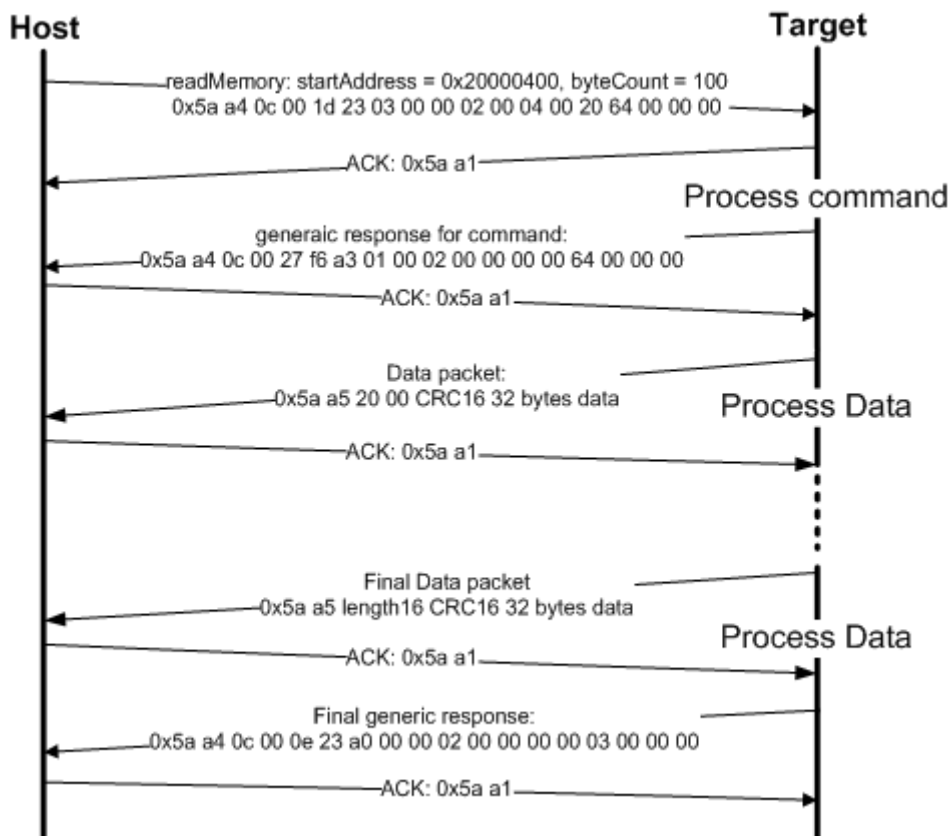 Host
Target
readMemory: startAddress = 0x20000400, byteCount = 100
0x5a a4 0c 00 1d 23 03 00 00 02 00 04 00 20 64 00 00 00
ACK: 0x5a a1
Process command
generaic response for command:
0x5a a4 0c 00 27 f6 a3 01 00 02 00 00 00 00 64 00 00 00
ACK: 0x5a a1
Data packet:
0x5a a5 20 00 CRC16 32 bytes data
Process Data
ACK: 0x5a a1
Final Data packet
0x5a a5 length16 CRC16 32 bytes data
Process Data
ACK: 0x5a a1
Final generic response:
0x5a a4 0c 00 0e 23 a0 00 00 02 00 00 00 00 03 00 00 00
ACK: 0x5a a1